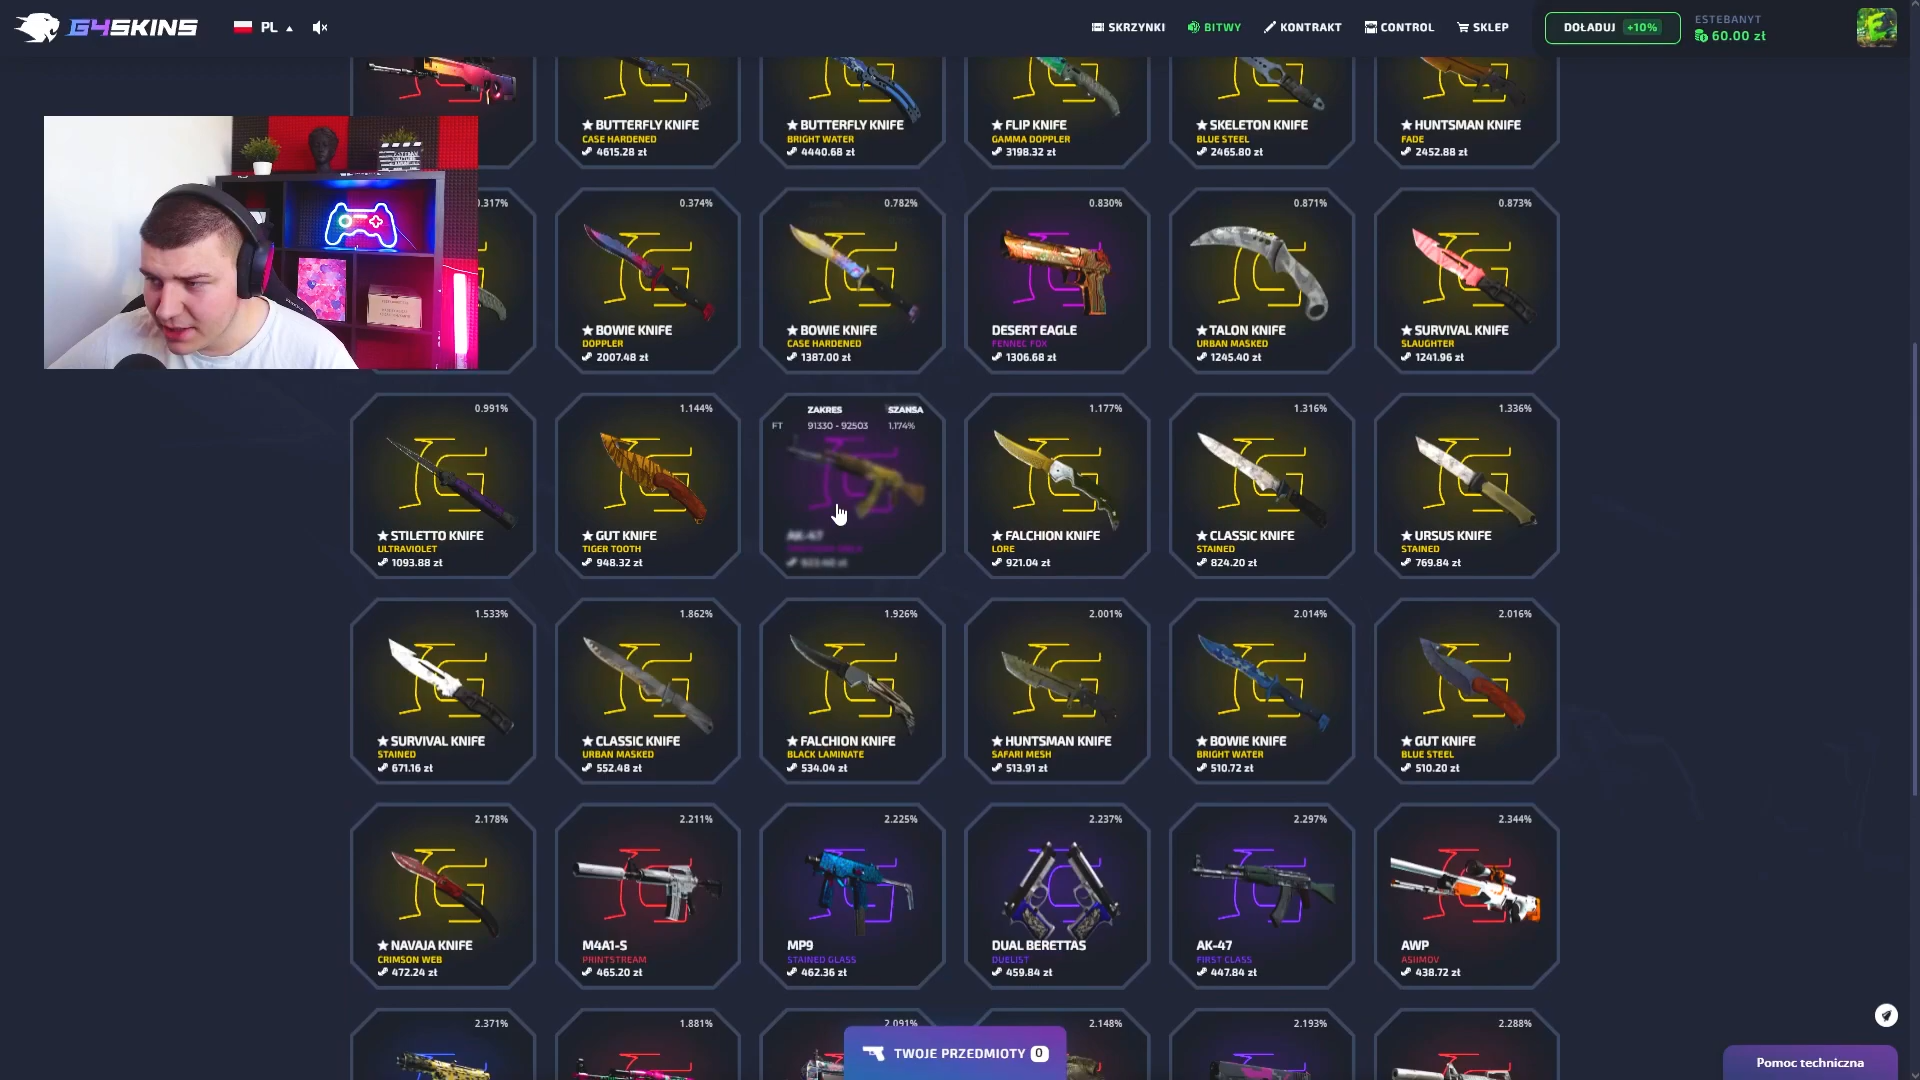 G4SKINS
PL
SKRZYNKI
BITWY
KONTRAKT
CONTROL
SKLEP
DOŁADUJ +10%
ESTEBANYT
60.00 zł
★ BUTTERFLY KNIFE
CASE HARDENED
4615.28 zł
★ BUTTERFLY KNIFE
BRIGHT WATER
4440.68 zł
★ FLIP KNIFE
GAMMA DOPPLER
3198.32 zł
★ SKELETON KNIFE
BLUE STEEL
2465.80 zł
★ HUNTSMAN KNIFE
FADE
2452.88 zł
0.317%
0.374%
★ BOWIE KNIFE
DOPPLER
2007.48 zł
0.782%
★ BOWIE KNIFE
CASE HARDENED
1387.00 zł
0.830%
DESERT EAGLE
FENNEC FOX
1306.68 zł
0.871%
★ TALON KNIFE
URBAN MASKED
1245.40 zł
0.873%
★ SURVIVAL KNIFE
SLAUGHTER
1241.96 zł
0.991%
★ STILETTO KNIFE
ULTRAVIOLET
1093.88 zł
1.144%
★ GUT KNIFE
TIGER TOOTH
948.32 zł
ZAKRES SZANSA
FT 91330 - 92503 1.174%
AK-47
1.177%
★ FALCHION KNIFE
LORE
921.04 zł
1.316%
★ CLASSIC KNIFE
STAINED
824.20 zł
1.336%
★ URSUS KNIFE
STAINED
769.84 zł
1.533%
★ SURVIVAL KNIFE
STAINED
671.16 zł
1.862%
★ CLASSIC KNIFE
URBAN MASKED
552.48 zł
1.926%
★ FALCHION KNIFE
BLACK LAMINATE
534.04 zł
2.001%
★ HUNTSMAN KNIFE
SAFARI MESH
513.91 zł
2.014%
★ BOWIE KNIFE
BRIGHT WATER
510.72 zł
2.016%
★ GUT KNIFE
BLUE STEEL
510.20 zł
2.178%
★ NAVAJA KNIFE
CRIMSON WEB
472.24 zł
2.211%
M4A1-S
PRINTSTREAM
465.20 zł
2.225%
MP9
STAINED GLASS
462.36 zł
2.237%
DUAL BERETTAS
DUELIST
459.84 zł
2.297%
AK-47
FIRST CLASS
447.84 zł
2.344%
AWP
ASIIMOV
438.72 zł
2.371%
1.881%
2.091%
2.148%
2.193%
2.288%
TWOJE PRZEDMIOTY 0
Pomoc techniczna